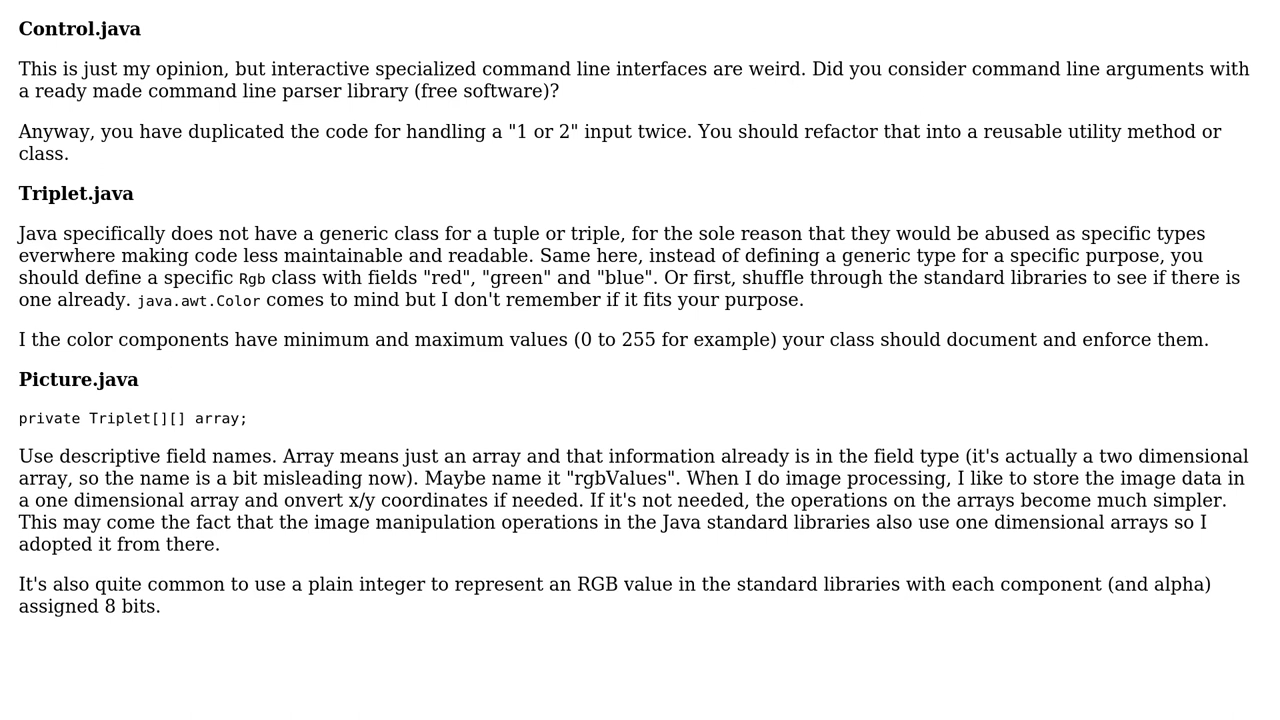 Control.java
This is just my opinion, but interactive specialized command line interfaces are weird. Did you consider command line arguments with
a ready made command line parser library (free software)?
Anyway, you have duplicated the code for handling a "1 or 2" input twice. You should refactor that into a reusable utility method or
class.
Triplet.java
Java specifically does not have a generic class for a tuple or triple, for the sole reason that they would be abused as specific types
everwhere making code less maintainable and readable. Same here, instead of defining a generic type for a specific purpose, you
should define a specific Rgb class with fields "red", "green" and "blue". Or first, shuffle through the standard libraries to see if there is
one already. java.awt.Color comes to mind but I don't remember if it fits your purpose.
I the color components have minimum and maximum values (0 to 255 for example) your class should document and enforce them.
Picture.java
private Triplet[][] array;
Use descriptive field names. Array means just an array and that information already is in the field type (it's actually a two dimensional
array, so the name is a bit misleading now). Maybe name it "rgbValues". When I do image processing, I like to store the image data in
a one dimensional array and onvert x/y coordinates if needed. If it's not needed, the operations on the arrays become much simpler.
This may come the fact that the image manipulation operations in the Java standard libraries also use one dimensional arrays so I
adopted it from there.
It's also quite common to use a plain integer to represent an RGB value in the standard libraries with each component (and alpha)
assigned 8 bits.